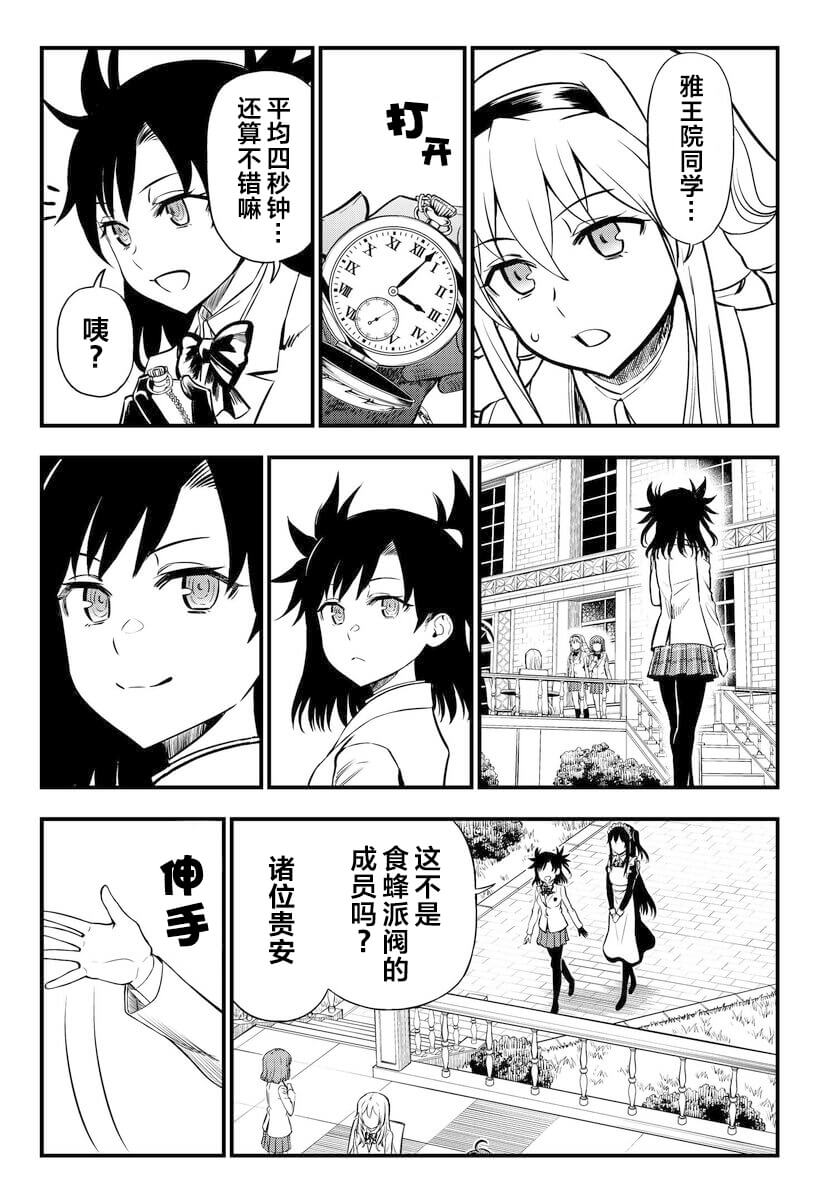 雅王院同学…
打开
平均四秒钟…
还算不错嘛
咦？
这不是
食蜂派阀的
成员吗？
诸位贵安
伸手